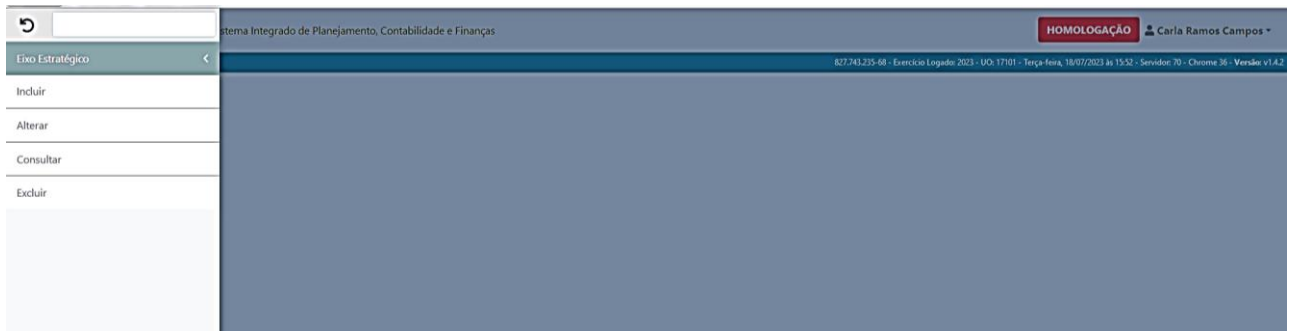 stema Integrado de Planejamento, Contabilidade e Finanças
HOMOLOGAÇÃO
Carla Ramos Campos
Eixo Estratégico
827.743.235-68 - Exercício Logado: 2023 - UO: 17101 - Terça-feira, 18/07/2023 às 15:52 - Servidor: 70 - Chrome 36 - Versão: v1.4.2
Incluir
Alterar
Consultar
Excluir